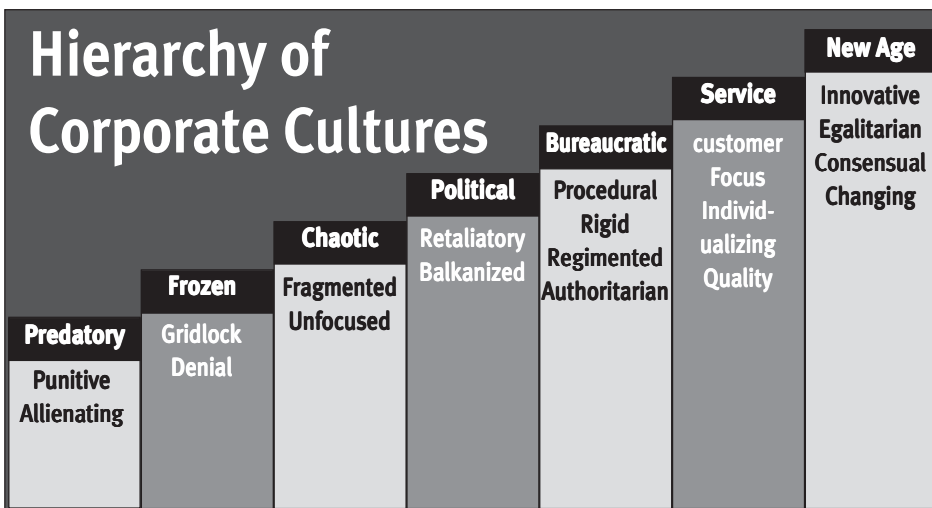 Hierarchy of
Corporate Cultures
Predatory
Punitive
Allienating
Frozen
Gridlock
Denial
Chaotic
Fragmented
Unfocused
Political
Retaliatory
Balkanized
Bureaucratic
Procedural
Rigid
Regimented
Authoritarian
Service
customer
Focus
Individ-
ualizing
Quality
New Age
Innovative
Egalitarian
Consensual
Changing